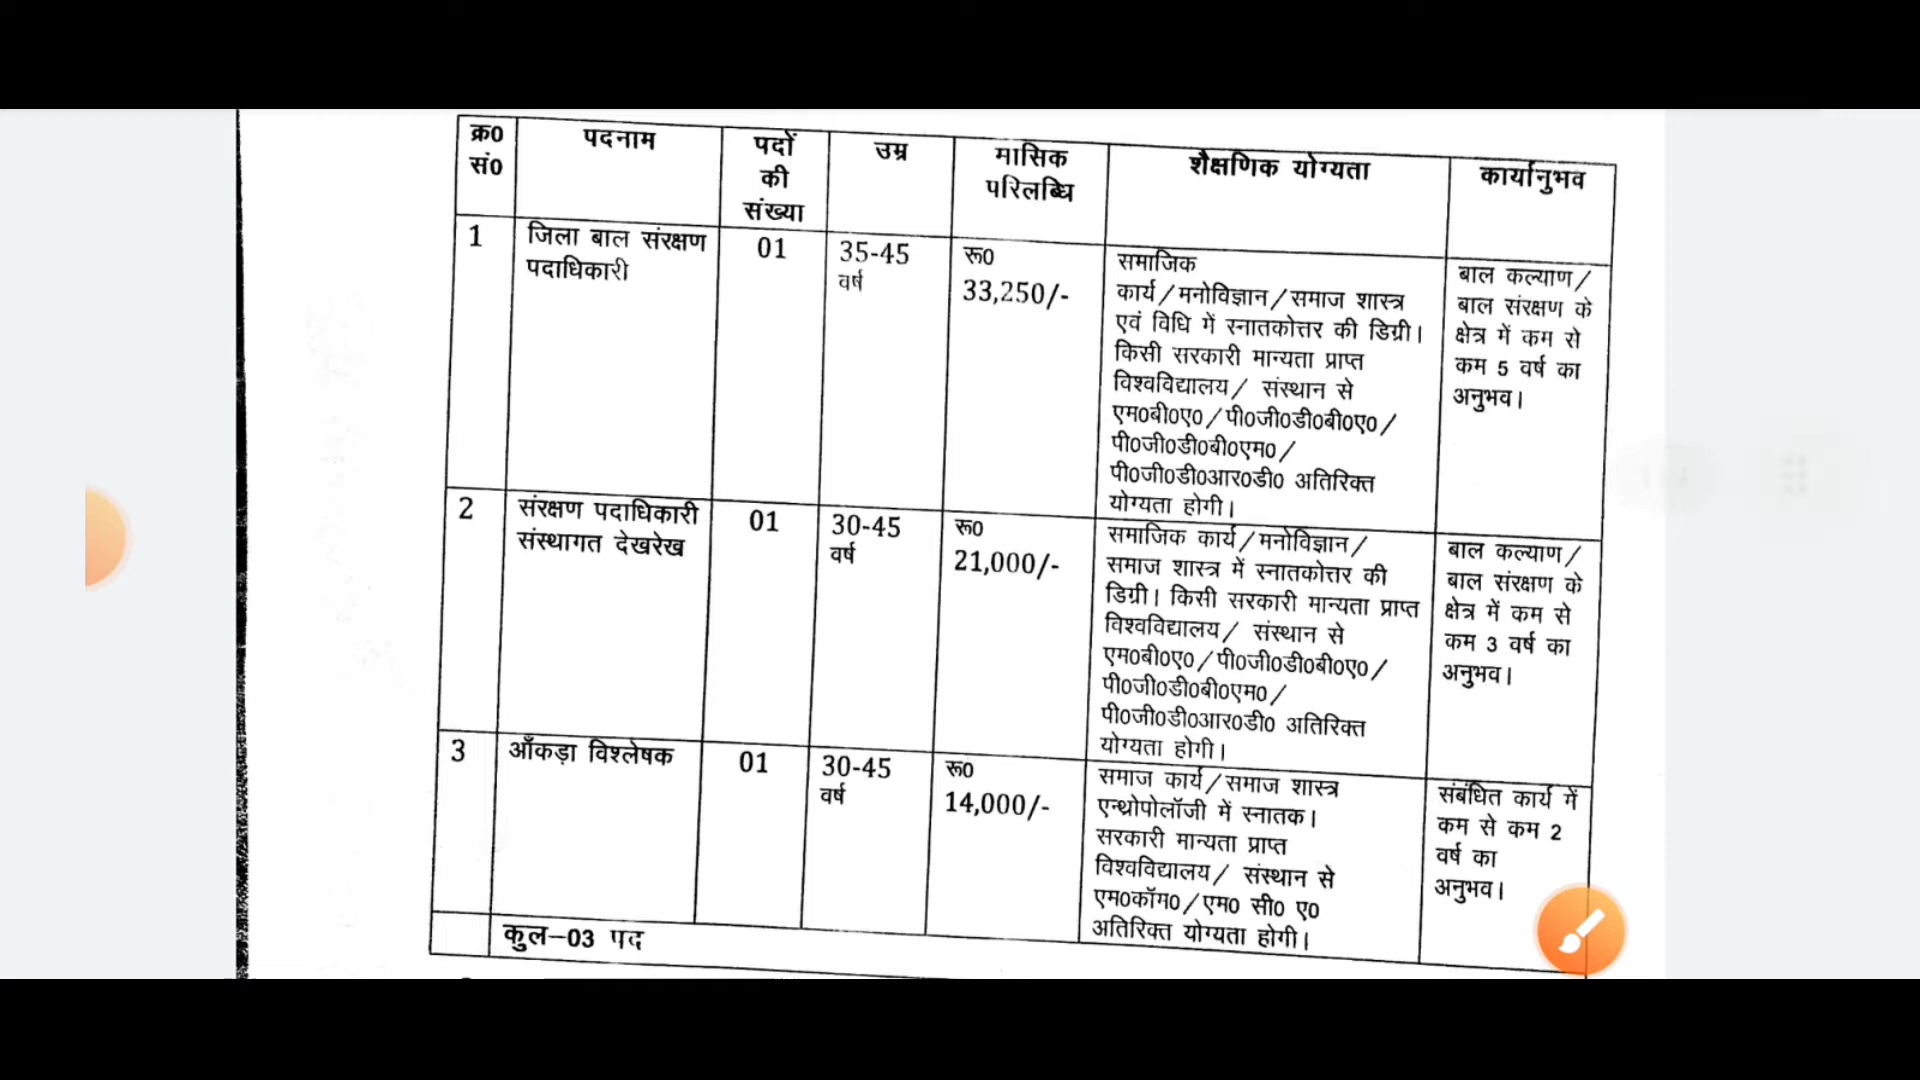 क्र0
सं0
पदनाम
पदों
की
संख्या
उम्र
मासिक
परिलब्धि
शैक्षणिक योग्यता
कार्यानुभव
1
जिला बाल संरक्षण
पदाधिकारी
01
35-45
वर्ष
रू0
33,250/-
समाजिक
कार्य/मनोविज्ञान/समाज शास्त्र
एवं विधि में स्नातकोत्तर की डिग्री।
किसी सरकारी मान्यता प्राप्त
विश्वविद्यालय/ संस्थान से
एम0बी0ए0/पी0जी0डी0बी0ए0/
पी0जी0डी0बी0एम0/
पी0जी0डी0आर0डी0 अतिरिक्त
योग्यता होगी।
बाल कल्याण/
बाल संरक्षण के
क्षेत्र में कम से
कम 5 वर्ष का
अनुभव।
2
संरक्षण पदाधिकारी
संस्थागत देखरेख
01
30-45
वर्ष
रू0
21,000/-
समाजिक कार्य/मनोविज्ञान/
समाज शास्त्र में स्नातकोत्तर की
डिग्री। किसी सरकारी मान्यता प्राप्त
विश्वविद्यालय/ संस्थान से
एम0बी0ए0/पी0जी0डी0बी0ए0/
पी0जी0डी0बी0एम0/
पी0जी0डी0आर0डी0 अतिरिक्त
योग्यता होगी।
बाल कल्याण/
बाल संरक्षण के
क्षेत्र में कम से
कम 3 वर्ष का
अनुभव।
3
आँकड़ा विश्लेषक
01
30-45
वर्ष
रू0
14,000/-
समाज कार्य/समाज शास्त्र
एन्थ्रोपोलॉजी में स्नातक।
सरकारी मान्यता प्राप्त
विश्वविद्यालय/ संस्थान से
एम0कॉम0/एम0 सी0 ए0
अतिरिक्त योग्यता होगी।
संबंधित कार्य में
कम से कम 2
वर्ष का
अनुभव।
कुल-03 पद